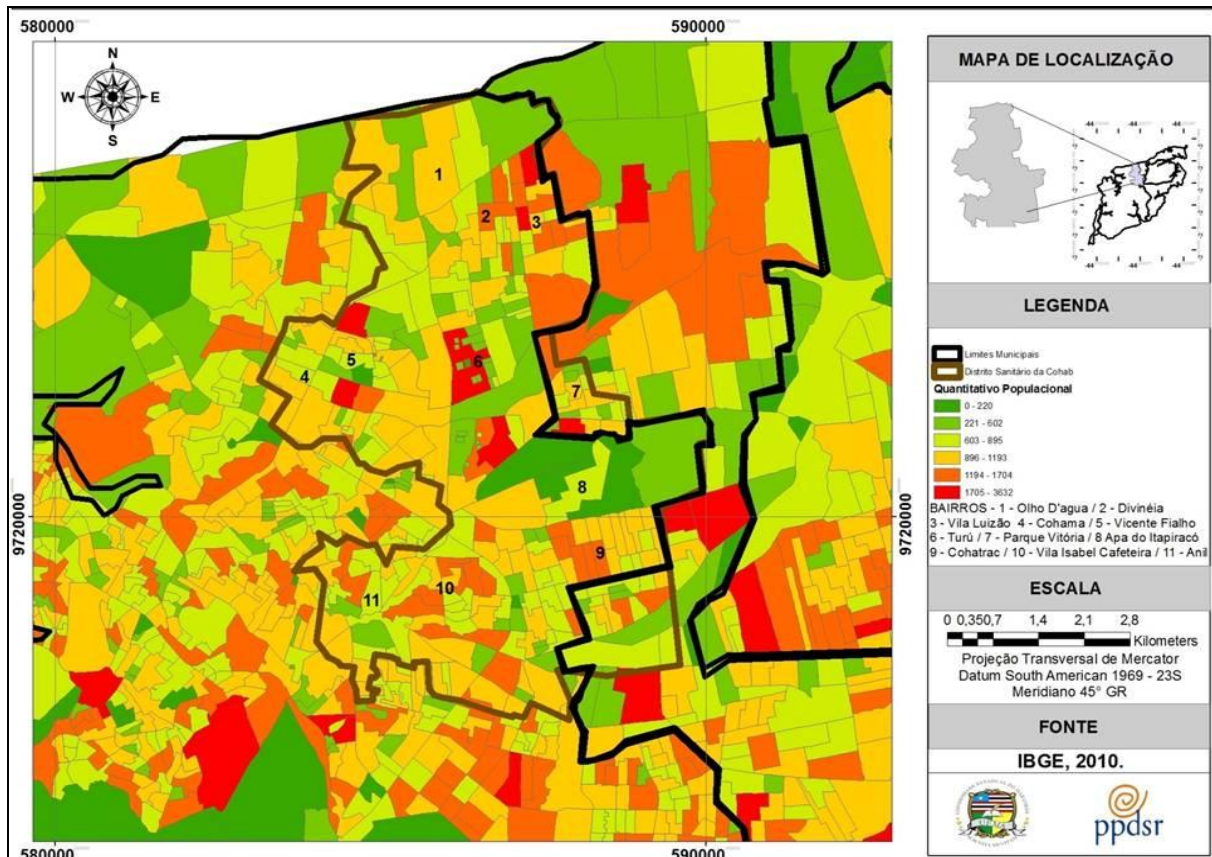 580000
590000
N
W
E
S
1
2
3
5
4
6
7
8
9
10
11
9720000
9720000
580000
590000
MAPA DE LOCALIZAÇÃO
LEGENDA
Limites Municipais
Distrito Sanitário da Cohab
Quantitativo Populacional
0 - 220
221 - 602
603 - 895
896 - 1193
1194 - 1704
1705 - 3632
BAIRROS - 1 - Olho D'agua / 2 - Divinéia
3 - Vila Luizão 4 - Cohama / 5 - Vicente Fialho
6 - Turú / 7 - Parque Vitória / 8 Apa do Itapiracó
9 - Cohatrac / 10 - Vila Isabel Cafeteira / 11 - Anil
ESCALA
0 0,350,7 1,4 2,1 2,8
Kilometers
Projeção Transversal de Mercator
Datum South American 1969 - 23S
Meridiano 45° GR
FONTE
IBGE, 2010.
ppdsr